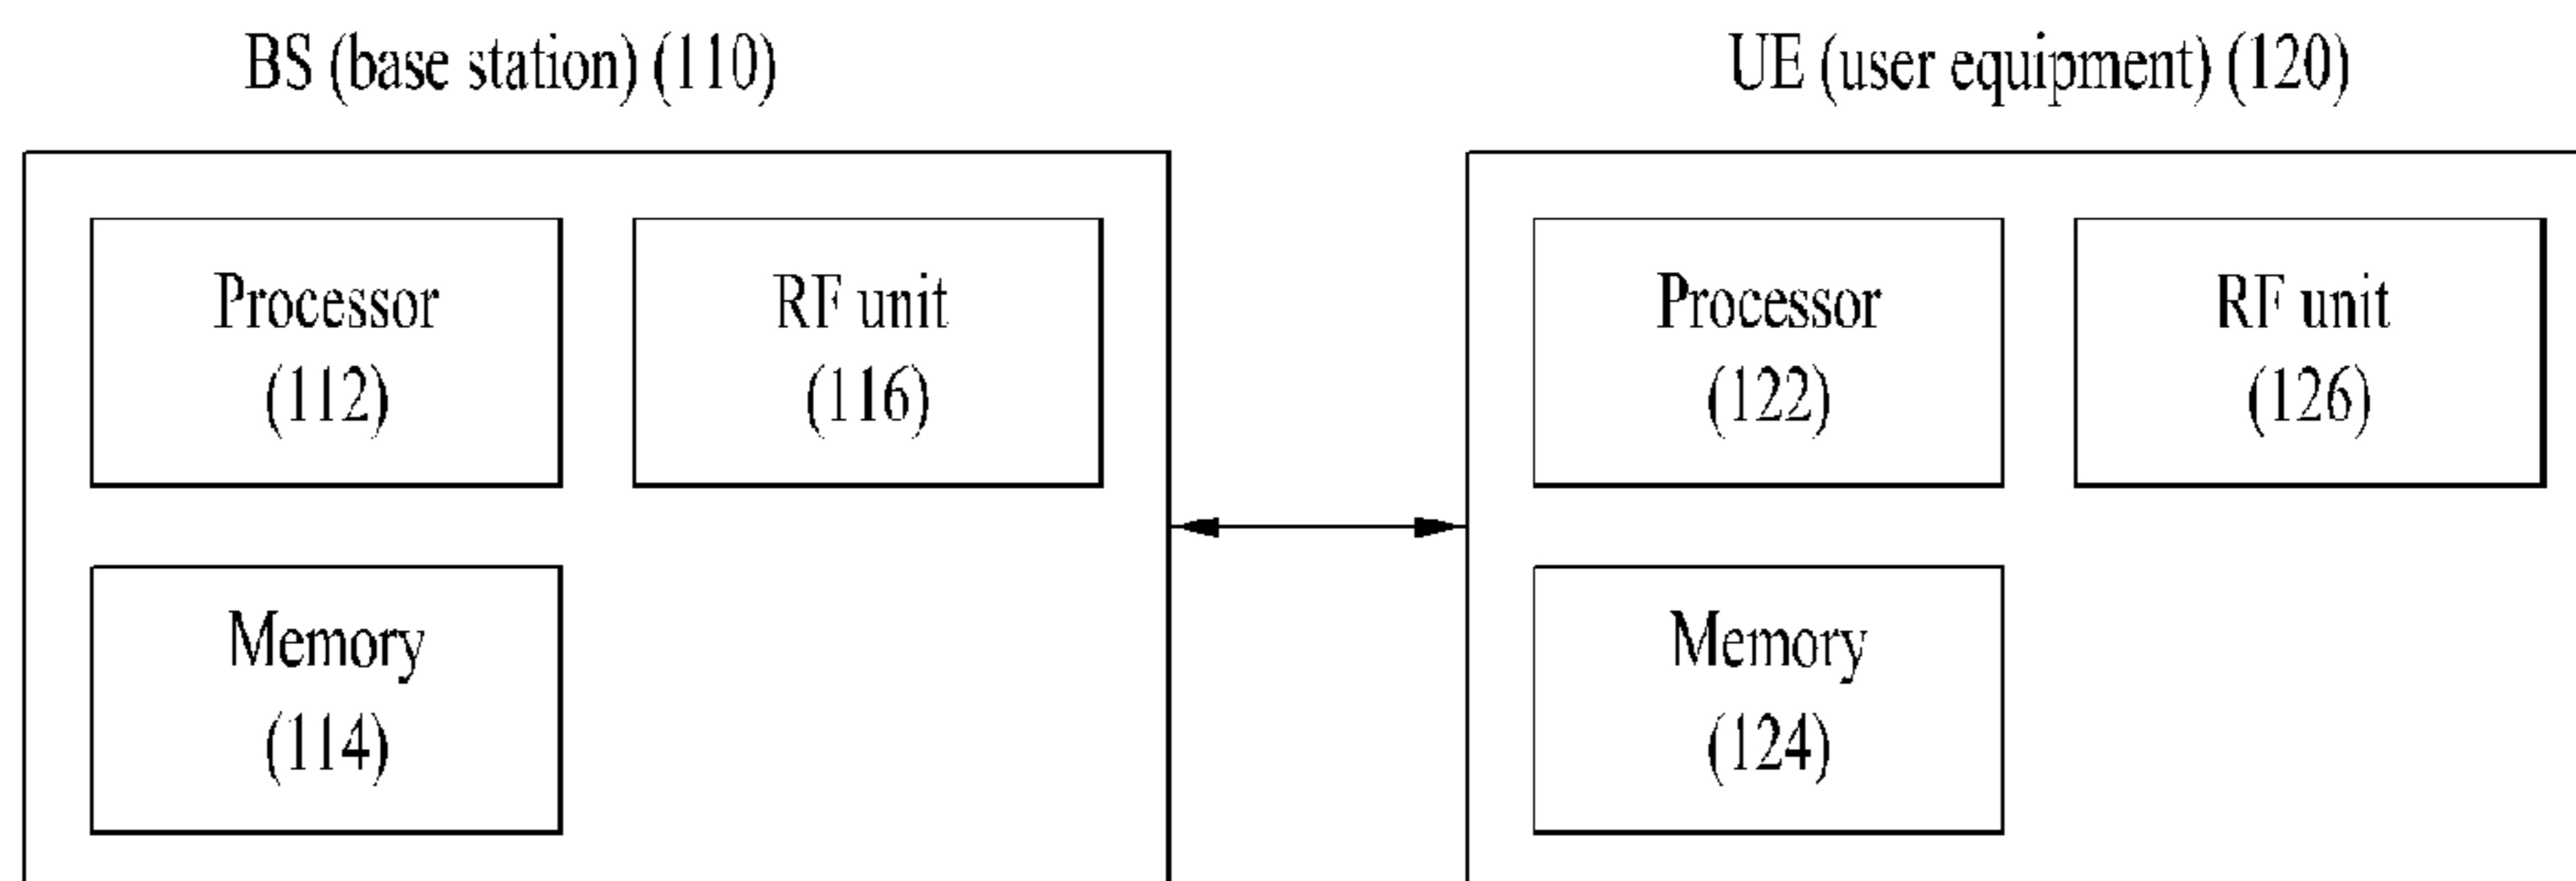 BS (base station) (110)
UE (user equipment) (120)
Processor
(112)
RF unit
(116)
Memory
(114)
Processor
(122)
RF unit
(126)
Memory
(124)